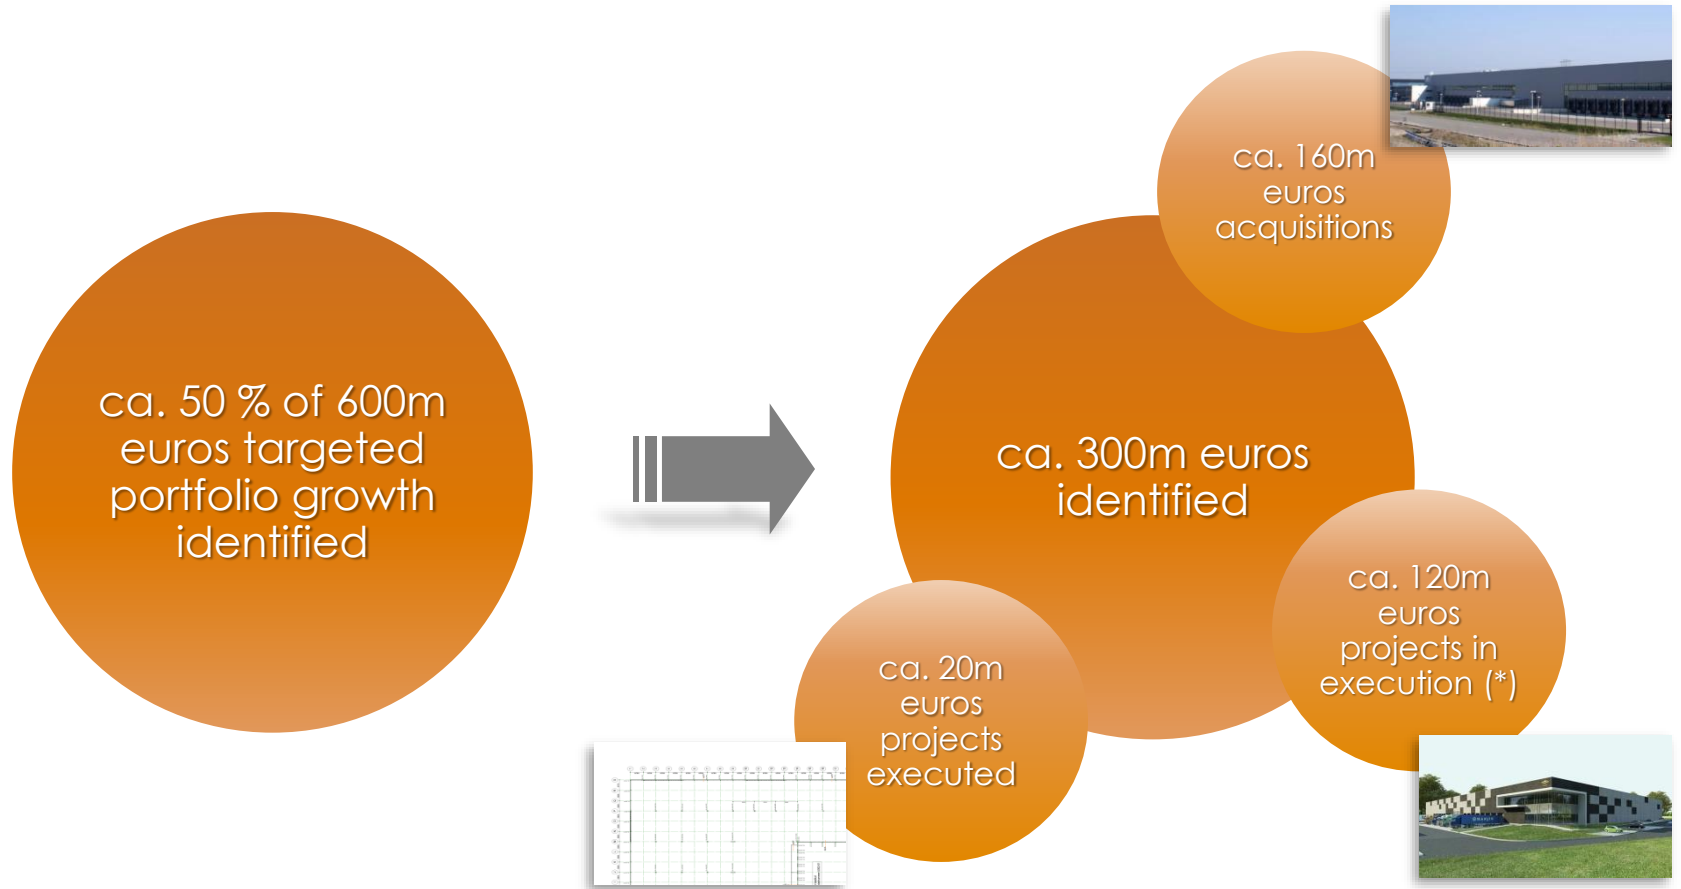 ca. 50 % of 600m
euros targeted
portfolio growth
identified
ca. 300m euros
identified
ca. 160m
euros
acquisitions
ca. 120m
euros
projects in
execution (*)
ca. 20m
euros
projects
executed